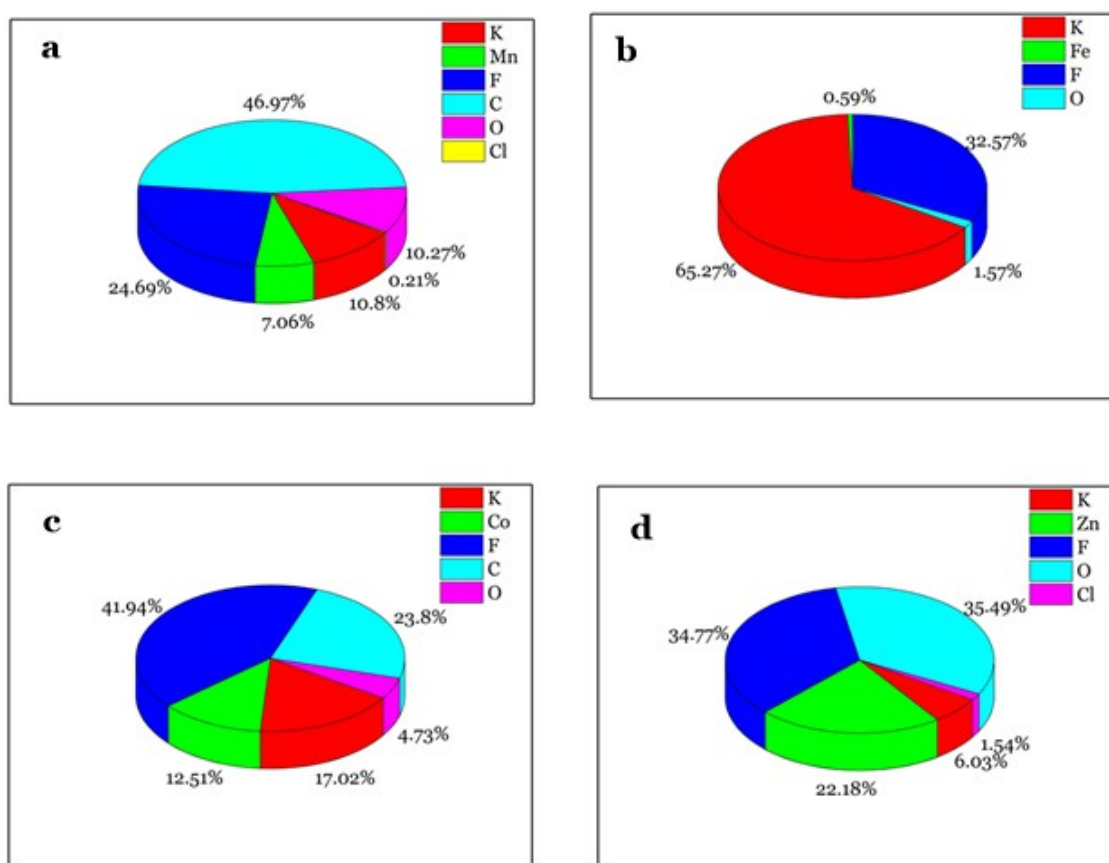 a
K
Mn
F
C
O
Cl
46.97%
24.69%
7.06%
10.8%
0.21%
10.27%
b
K
Fe
F
O
0.59%
32.57%
65.27%
1.57%
c
K
Co
F
C
O
41.94%
23.8%
4.73%
12.51%
17.02%
d
K
Zn
F
O
Cl
34.77%
35.49%
1.54%
6.03%
22.18%